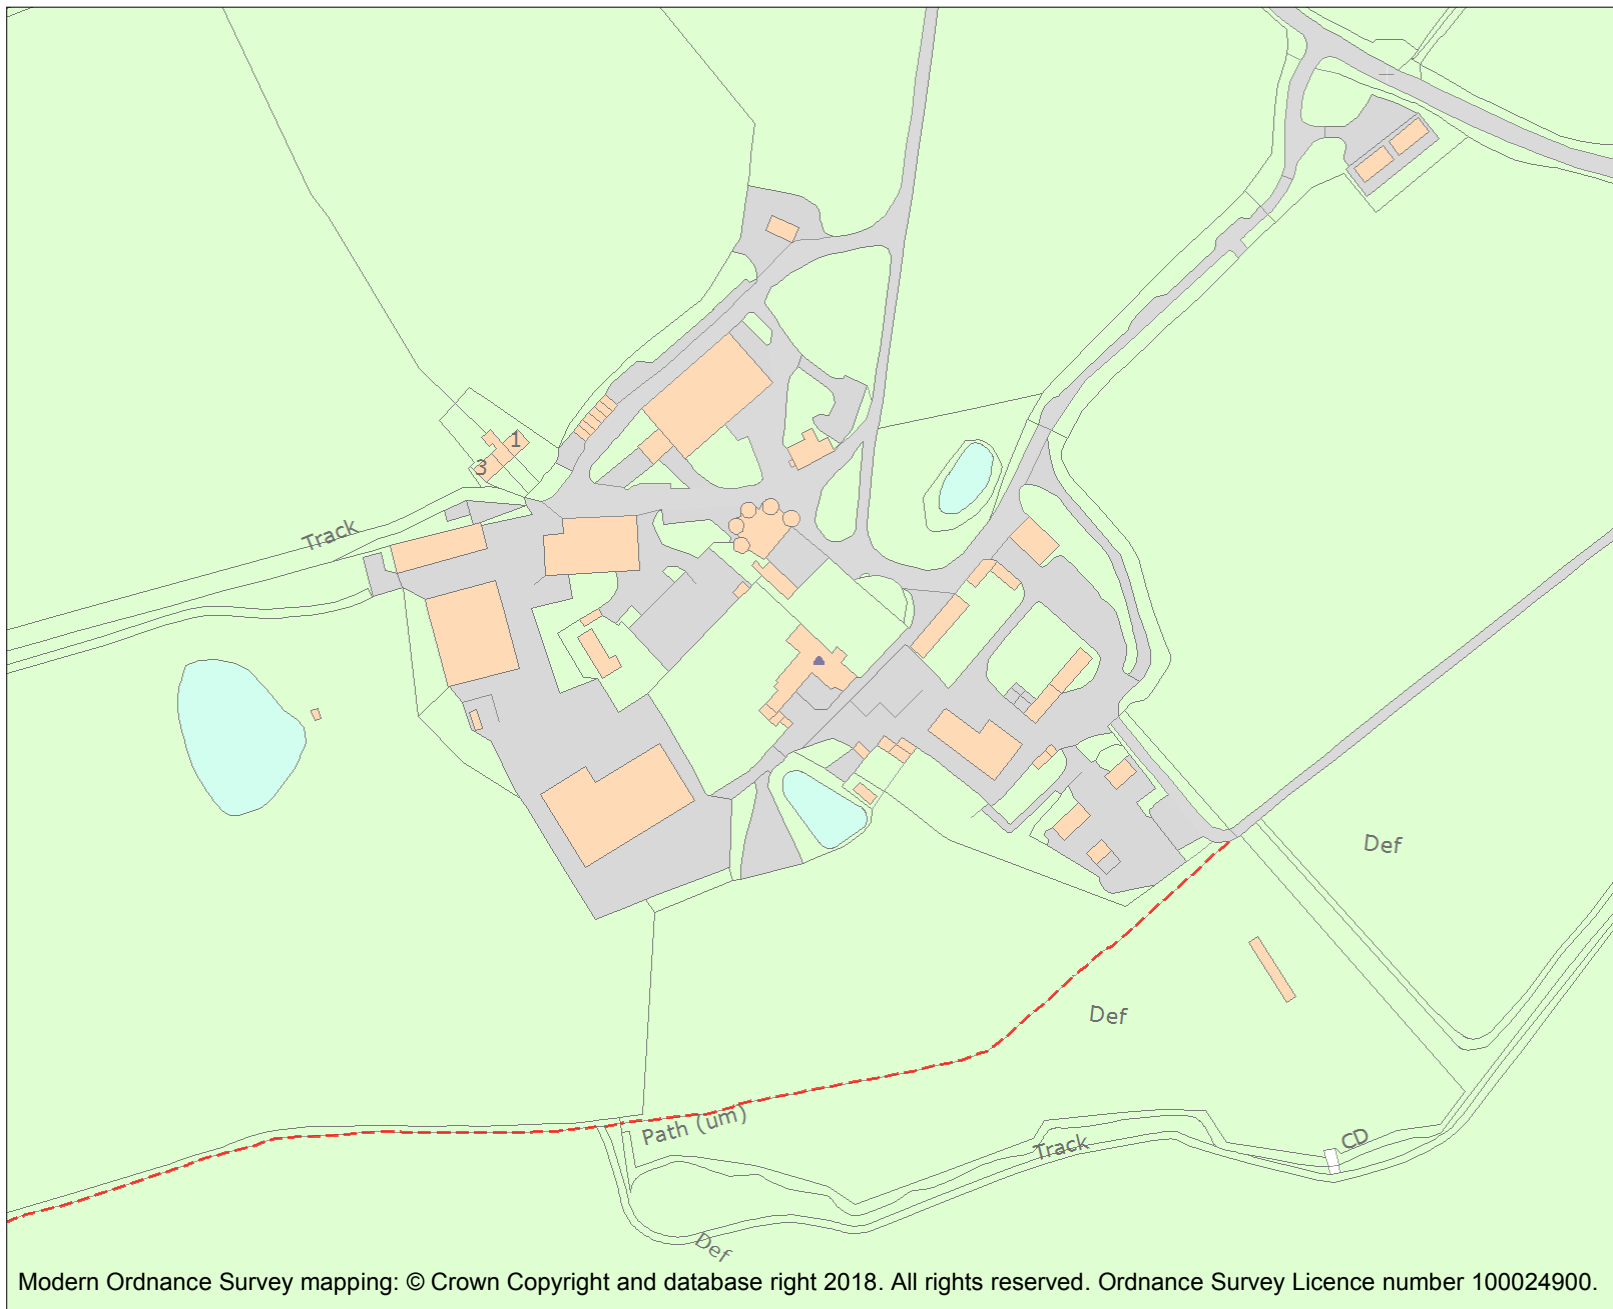 1
3
Track
Def
Def
Path (um)
Track
CD
Def
Modern Ordnance Survey mapping: © Crown Copyright and database right 2018. All rights reserved. Ordnance Survey Licence number 100024900.